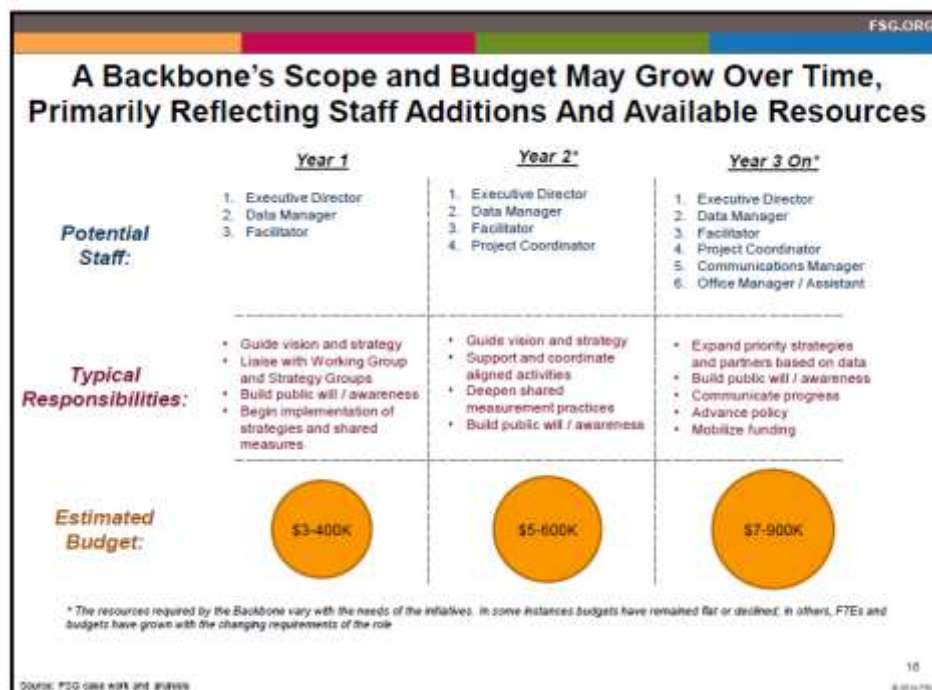 FSG.ORG
A Backbone's Scope and Budget May Grow Over Time,
Primarily Reflecting Staff Additions And Available Resources
Year 1
Year 2*
Year 3 On*
Potential
Staff:
1. Executive Director
2. Data Manager
3. Facilitator
1. Executive Director
2. Data Manager
3. Facilitator
4. Project Coordinator
1. Executive Director
2. Data Manager
3. Facilitator
4. Project Coordinator
5. Communications Manager
6. Office Manager / Assistant
Typical
Responsibilities:
• Guide vision and strategy
• Liaise with Working Group
and Strategy Groups
• Build public will / awareness
• Begin implementation of
strategies and shared
measures
• Guide vision and strategy
• Support and coordinate
aligned activities
• Deepen shared
measurement practices
• Build public will / awareness
• Expand priority strategies
and partners based on data
• Build public will / awareness
• Communicate progress
• Advance policy
• Mobilize funding
Estimated
Budget:
$3-400K
$5-600K
$7-900K
* The resources required by the Backbone vary with the needs of the initiatives. In some instances budgets have remained flat or declined; in others, FTEs and
budgets have grown with the changing requirements of the role
16
Source: FSG case work and analysis